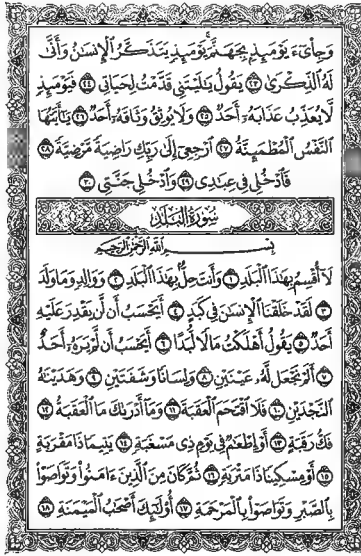 وَجِاْىٓءَ يَوْمَئِذٍۭ بِجَهَنَّمَ ۚ يَوْمَئِذٍ يَتَذَكَّرُ ٱلْإِنسَٰنُ وَأَنَّىٰ
لَهُ ٱلذِّكْرَىٰ ٢٣ يَقُولُ يَٰلَيْتَنِى قَدَّمْتُ لِحَيَاتِى ٢٤ فَيَوْمَئِذٍ
لَّا يُعَذِّبُ عَذَابَهُۥٓ أَحَدٌ ٢٥ وَلَا يُوثِقُ وَثَاقَهُۥٓ أَحَدٌ ٢٦ يَٰٓأَيَّتُهَا
ٱلنَّفْسُ ٱلْمُطْمَئِنَّةُ ٢٧ ٱرْجِعِىٓ إِلَىٰ رَبِّكِ رَاضِيَةً مَّرْضِيَّةً ٢٨
فَٱدْخُلِى فِى عِبَٰدِى ٢٩ وَٱدْخُلِى جَنَّتِى ٣٠
سُورَةُ الْبَلَدِ
بِسْمِ ٱللَّهِ ٱلرَّحْمَٰنِ ٱلرَّحِيمِ
لَآ أُقْسِمُ بِهَٰذَا ٱلْبَلَدِ ١ وَأَنتَ حِلٌّۢ بِهَٰذَا ٱلْبَلَدِ ٢ وَوَالِدٍ وَمَا وَلَدَ
٣ لَقَدْ خَلَقْنَا ٱلْإِنسَٰنَ فِى كَبَدٍ ٤ أَيَحْسَبُ أَن لَّن يَقْدِرَ عَلَيْهِ
أَحَدٌ ٥ يَقُولُ أَهْلَكْتُ مَالًا لُّبَدًا ٦ أَيَحْسَبُ أَن لَّمْ يَرَهُۥٓ أَحَدٌ
٧ أَلَمْ نَجْعَل لَّهُۥ عَيْنَيْنِ ٨ وَلِسَانًا وَشَفَتَيْنِ ٩ وَهَدَيْنَٰهُ
ٱلنَّجْدَيْنِ ١٠ فَلَا ٱقْتَحَمَ ٱلْعَقَبَةَ ١١ وَمَآ أَدْرَىٰكَ مَا ٱلْعَقَبَةُ ١٢
فَكُّ رَقَبَةٍ ١٣ أَوْ إِطْعَٰمٌ فِى يَوْمٍ ذِى مَسْغَبَةٍ ١٤ يَتِيمًا ذَا مَقْرَبَةٍ
١٥ أَوْ مِسْكِينًا ذَا مَتْرَبَةٍ ١٦ ثُمَّ كَانَ مِنَ ٱلَّذِينَ ءَامَنُوا۟ وَتَوَاصَوْا۟
بِٱلصَّبْرِ وَتَوَاصَوْا۟ بِٱلْمَرْحَمَةِ ١٧ أُو۟لَٰٓئِكَ أَصْحَٰبُ ٱلْمَيْمَنَةِ ١٨